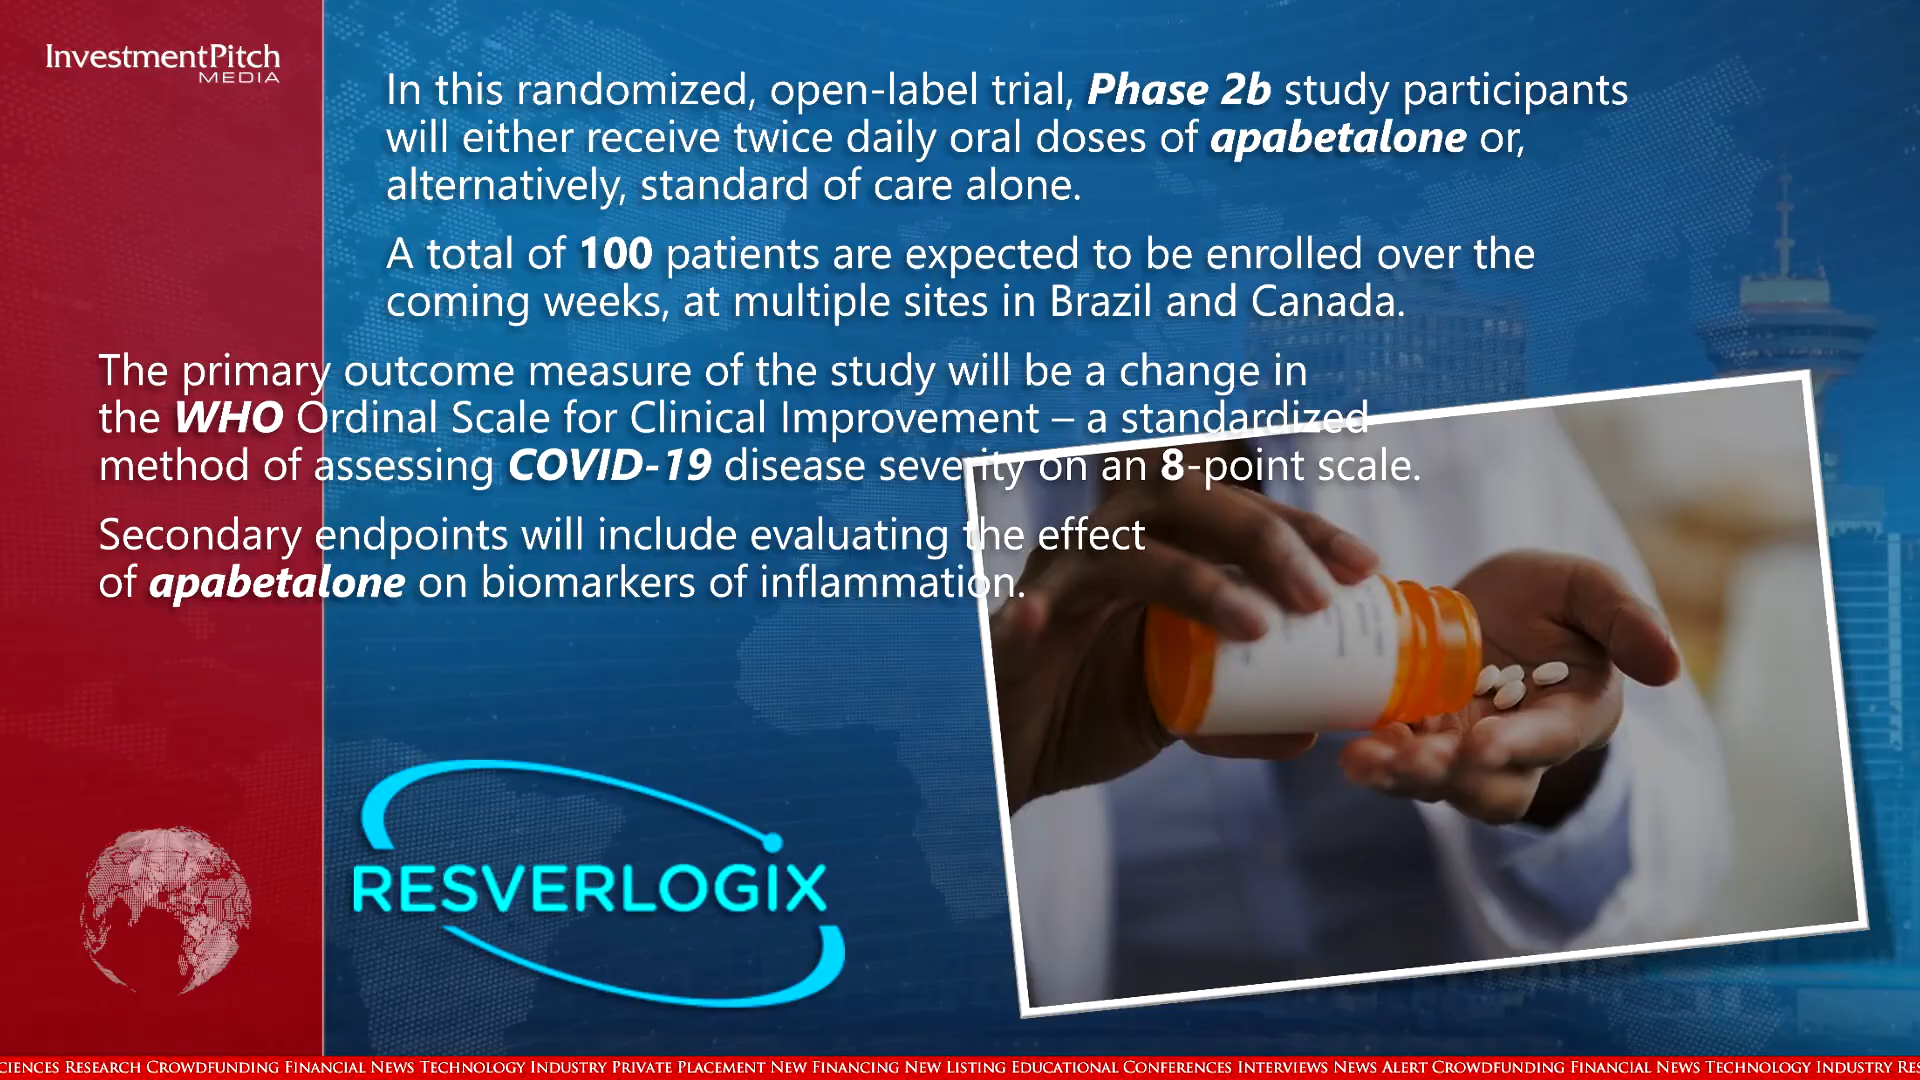 InvestmentPitch
MEDIA
In this randomized, open-label trial, Phase 2b study participants
will either receive twice daily oral doses of apabetalone or,
alternatively, standard of care alone.
A total of 100 patients are expected to be enrolled over the
coming weeks, at multiple sites in Brazil and Canada.
The primary outcome measure of the study will be a change in
the WHO Ordinal Scale for Clinical Improvement – a standardized
method of assessing COVID-19 disease severity on an 8-point scale.
Secondary endpoints will include evaluating the effect
of apabetalone on biomarkers of inflammation.
RESVERLOGIX
CIENCES RESEARCH CROWDFUNDING FINANCIAL NEWS TECHNOLOGY INDUSTRY PRIVATE PLACEMENT NEW FINANCING NEW LISTING EDUCATIONAL CONFERENCES INTERVIEWS NEWS ALERT CROWDFUNDING FINANCIAL NEWS TECHNOLOGY INDUSTRY RES